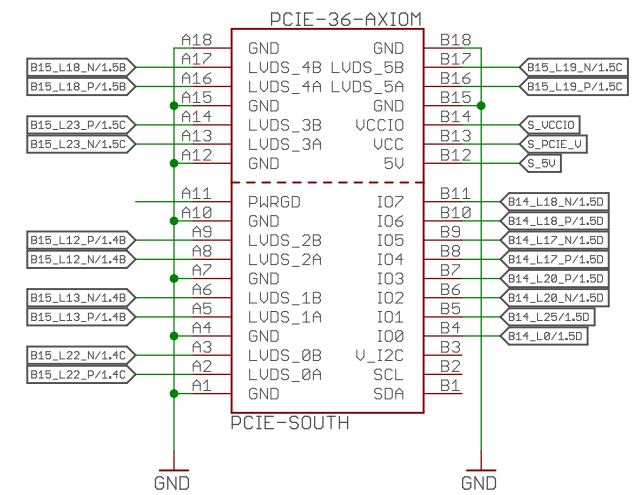 PCIE-36-AXIOM
A18 GND GND B18
B15_L18_N/1.5B A17 LVDS_4B LVDS_5B B17 B15_L19_N/1.5C
B15_L18_P/1.5B A16 LVDS_4A LVDS_5A B16 B15_L19_P/1.5C
A15 GND GND B15
B15_L23_P/1.5C A14 LVDS_3B VCCIO B14 S_VCCIO
B15_L23_N/1.5C A13 LVDS_3A VCC B13 S_PCIE_V
A12 GND 5V B12 S_5V
A11 PWRGD IO7 B11 B14_L18_N/1.5D
A10 GND IO6 B10 B14_L18_P/1.5D
B15_L12_P/1.4B A9 LVDS_2B IO5 B9 B14_L17_N/1.5D
B15_L12_N/1.4B A8 LVDS_2A IO4 B8 B14_L17_P/1.5D
A7 GND IO3 B7 B14_L20_P/1.5D
B15_L13_N/1.4B A6 LVDS_1B IO2 B6 B14_L20_N/1.5D
B15_L13_P/1.4B A5 LVDS_1A IO1 B5 B14_L25/1.5D
A4 GND IO0 B4 B14_L0/1.5D
B15_L22_N/1.4C A3 LVDS_0B V_I2C B3
B15_L22_P/1.4C A2 LVDS_0A SCL B2
A1 GND SDA B1
PCIE-SOUTH
GND GND